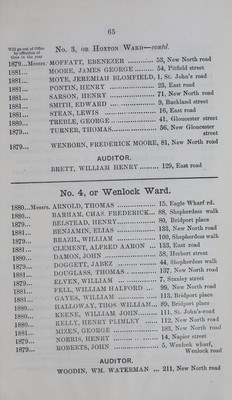 65
Will go out of Office
by effluxion of
time in the year
No. 3, OR HOXTON WARD—contd.
1879...Messrs. MOFFATT, EBENEZER ............ 53, New North road
1881... MOORE, JAMES GEORGE ............ 54, Pitfield street
1881... MOYE, JEREMIAH BLOMFIELD, 1, St. John's road
1881... PONTIN, HENRY ............ 23, East road
1881... SARSON, HENRY ............ 71, New North road
1881... SMITH, EDWARD ............ 9, Buckland street
1881... STEAN, LEWIS ............ 16, East road
1880... TREBLE, GEORGE ............ 41, Gloucester street
1879... TURNER, THOMAS............ 56, New Gloucester
street
1879... WENBORN, FREDERICK MOORE, 81, New North road
AUDITOR.
BRETT, WILLIAM HENRY ............ 129, East road
No. 4, or Wenlock Ward.
1880...Messrs. ARNOLD, THOMAS ............ 15, Eagle Wharf rd.
1880... BARHAM, CHAS. FREDERICK... 88, Shepherdess walk
1879... BELSTEAD, HENRY ............ 80, Bridport place
1881... BENJAMIN, ELIAS ............ 133, New North road
1879... BRAZIL, WILLIAM ............ 100, Shepherdess walk
1881... CLEMENT, ALFRED AARON ... 133, East road
1880... DAMON, JOHN ............ 58, Herbert street
1879... DOGGETT, JABEZ ............ 44, Shepherdess walk
1881... DOUGLASS, THOMAS ............ 137, New North road
1879... ELVEN, WILLIAM ............ 7, Stanley street
1881... FELL, WILLIAM HALFORD ... 99, New North road
1881... GAYES, WILLIAM ............ 113, Bridport place
1880... HALLOWAY, THOS. WILLIAM... 89, Bridport place
1880... KEENE, WILLIAM JOHN............ 111, St. John's-road
1880... KELLY, HENRY PLIMLEY ...... 112, New North road
1881... MIZEN, GEORGE ............ 183, New North road
1879... NORRIS, HENRY ............ 14, Napier street
1879... ROBERTS, JOHN ............ 5, Wenlock wharf,
Wenlock road
AUDITOR.
WOODIN, WM. WATERMAN ... 211, New North road